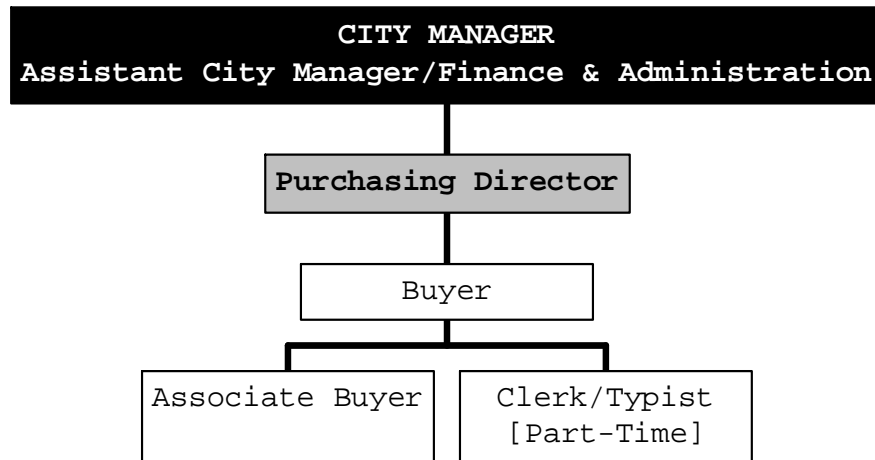 CITY MANAGER
Assistant City Manager/Finance & Administration
Purchasing Director
Buyer
Associate Buyer
Clerk/Typist
[Part-Time]